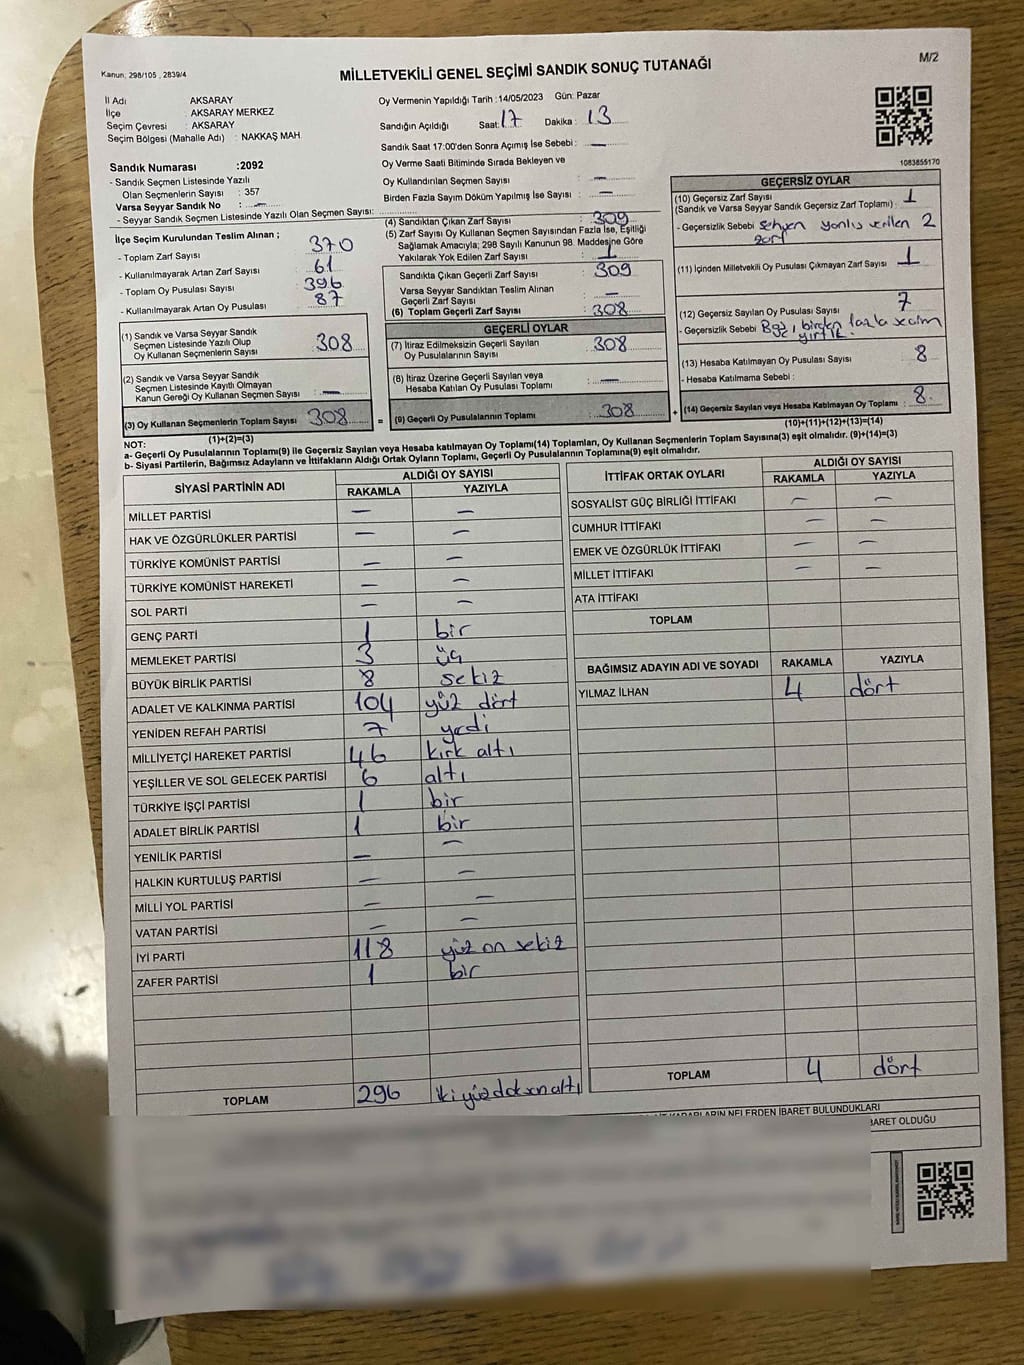 Kanun: 298/105 , 2839/4
MİLLETVEKİLİ GENEL SEÇİMİ SANDIK SONUÇ TUTANAĞI
M/2
İl Adı AKSARAY
İlçe : AKSARAY MERKEZ
Seçim Çevresi : AKSARAY
Seçim Bölgesi (Mahalle Adı) : NAKKAŞ MAH.
Sandık Numarası :2092
- Sandık Seçmen Listesinde Yazılı
Olan Seçmenlerin Sayısı : 357
Varsa Seyyar Sandık No : —
- Seyyar Sandık Seçmen Listesinde Yazılı Olan Seçmen Sayısı:
Oy Vermenin Yapıldığı Tarih :14/05/2023 Gün: Pazar
Sandığın Açıldığı Saat: 17 Dakika : 13
Sandık Saat 17:00'den Sonra Açımış İse Sebebi : —
Oy Verme Saati Bitiminde Sırada Bekleyen ve
Oy Kullandırılan Seçmen Sayısı : —
Birden Fazla Sayım Döküm Yapılmış İse Sayısı : —
1083855170
İlçe Seçim Kurulundan Teslim Alınan ;
- Toplam Zarf Sayısı : 370
- Kullanılmayarak Artan Zarf Sayısı : 61
- Toplam Oy Pusulası Sayısı : 396
- Kullanılmayarak Artan Oy Pusulası : 87
(4) Sandıktan Çıkan Zarf Sayısı : 309
(5) Zarf Sayısı Oy Kullanan Seçmen Sayısından Fazla İse, Eşitliği
Sağlamak Amacıyla; 298 Sayılı Kanunun 98. Maddesine Göre
Yakılarak Yok Edilen Zarf Sayısı : 1
Sandıkta Çıkan Geçerli Zarf Sayısı : 309
Varsa Seyyar Sandıktan Teslim Alınan
Geçerli Zarf Sayısı : —
(6) Toplam Geçerli Zarf Sayısı : 308
GEÇERSİZ OYLAR
(10) Geçersiz Zarf Sayısı : 1
(Sandık ve Varsa Seyyar Sandık Geçersiz Zarf Toplamı)
- Geçersizlik Sebebi sehven yanlış verilen 2
zarf
(11) İçinden Milletvekili Oy Pusulası Çıkmayan Zarf Sayısı : 1
(12) Geçersiz Sayılan Oy Pusulası Sayısı : 7
- Geçersizlik Sebebi birden fazla seçim
yırtık
(13) Hesaba Katılmayan Oy Pusulası Sayısı : 8
- Hesaba Katılmama Sebebi :
(14) Geçersiz Sayılan veya Hesaba Katılmayan Oy Toplamı : 8
(10)+(11)+(12)+(13)=(14)
(1) Sandık ve Varsa Seyyar Sandık
Seçmen Listesinde Yazılı Olup
Oy Kullanan Seçmenlerin Sayısı : 308
(2) Sandık ve Varsa Seyyar Sandık
Seçmen Listesinde Kayıtlı Olmayan
Kanun Gereği Oy Kullanan Seçmen Sayısı : —
(3) Oy Kullanan Seçmenlerin Toplam Sayısı 308
(1)+(2)=(3)
=
GEÇERLİ OYLAR
(7) İtiraz Edilmeksizin Geçerli Sayılan
Oy Pusulalarının Sayısı : 308
(8) İtiraz Üzerine Geçerli Sayılan veya
Hesaba Katılan Oy Pusulası Toplamı : —
(9) Geçerli Oy Pusulalarının Toplamı : 308
+
NOT:
a- Geçerli Oy Pusulalarının Toplamı(9) ile Geçersiz Sayılan veya Hesaba katılmayan Oy Toplamı(14) Toplamları, Oy Kullanan Seçmenlerin Toplam Sayısına(3) eşit olmalıdır. (9)+(14)=(3)
b- Siyasi Partilerin, Bağımsız Adayların ve İttifakların Aldığı Ortak Oyların Toplamı, Geçerli Oy Pusulalarının Toplamına(9) eşit olmalıdır.
SİYASİ PARTİNİN ADI ALDIĞI OY SAYISI
RAKAMLA YAZIYLA
MİLLET PARTİSİ — —
HAK VE ÖZGÜRLÜKLER PARTİSİ — —
TÜRKİYE KOMÜNİST PARTİSİ — —
TÜRKİYE KOMÜNİST HAREKETİ — —
SOL PARTİ — —
GENÇ PARTİ 1 bir
MEMLEKET PARTİSİ 3 üç
BÜYÜK BİRLİK PARTİSİ 8 sekiz
ADALET VE KALKINMA PARTİSİ 104 yüz dört
YENİDEN REFAH PARTİSİ 7 yedi
MİLLİYETÇİ HAREKET PARTİSİ 46 kırk altı
YEŞİLLER VE SOL GELECEK PARTİSİ 6 altı
TÜRKİYE İŞÇİ PARTİSİ 1 bir
ADALET BİRLİK PARTİSİ 1 bir
YENİLİK PARTİSİ — —
HALKIN KURTULUŞ PARTİSİ — —
MİLLİ YOL PARTİSİ — —
VATAN PARTİSİ — —
İYİ PARTİ 118 yüz on sekiz
ZAFER PARTİSİ 1 bir
TOPLAM 296 iki yüz doksan altı
İTTİFAK ORTAK OYLARI ALDIĞI OY SAYISI
RAKAMLA YAZIYLA
SOSYALİST GÜÇ BİRLİĞİ İTTİFAKI — —
CUMHUR İTTİFAKI — —
EMEK VE ÖZGÜRLÜK İTTİFAKI — —
MİLLET İTTİFAKI — —
ATA İTTİFAKI
TOPLAM
BAĞIMSIZ ADAYIN ADI VE SOYADI RAKAMLA YAZIYLA
YILMAZ İLHAN 4 dört
TOPLAM 4 dört
NELERDEN İBARET BULUNDUKLARI
İBARET OLDUĞU